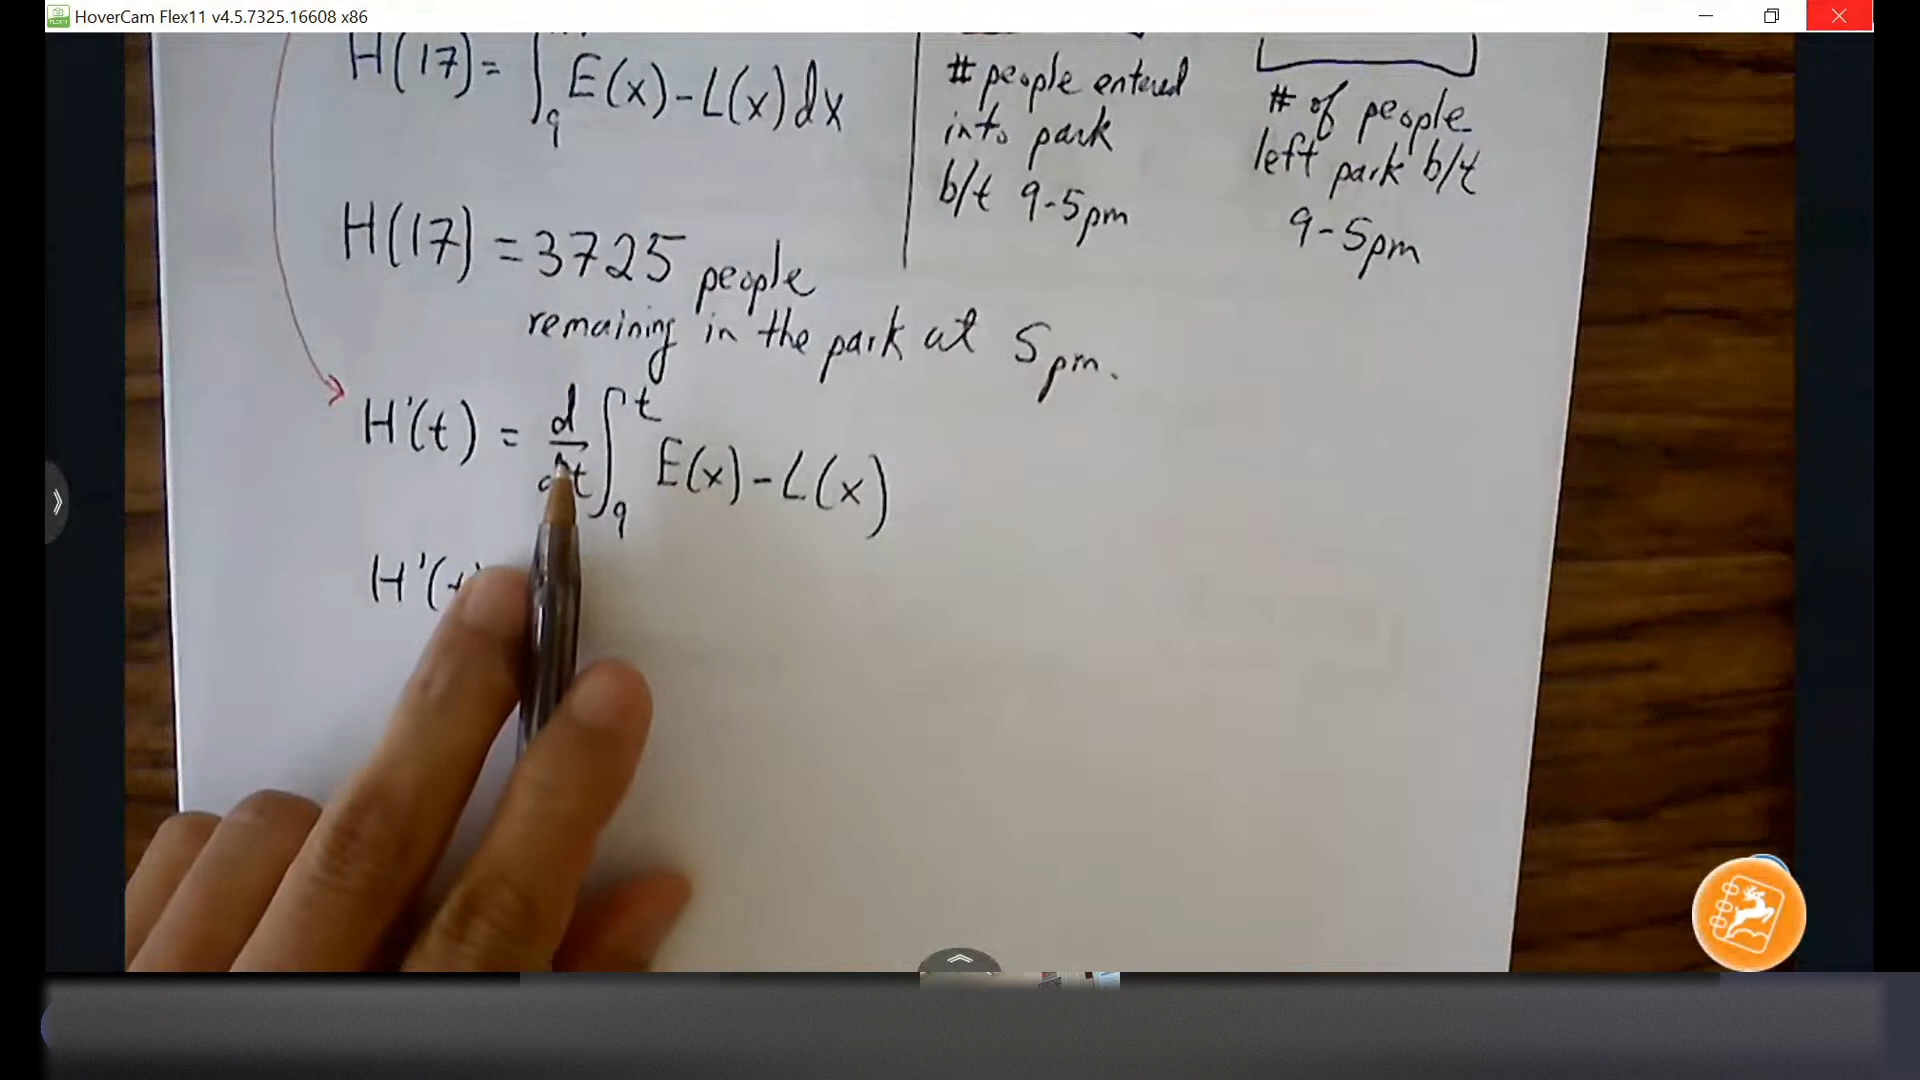 HoverCam Flex11 v4.5.7325.16608 x86
H(17) = ∫₉ E(x) - L(x) dx
# people entered
into park
b/t 9-5pm
# of people
left park b/t
9-5pm
H(17) = 3725 people
remaining in the park at 5pm.
H'(t) = d/dt ∫₉ᵗ E(x) - L(x)
H'(t)